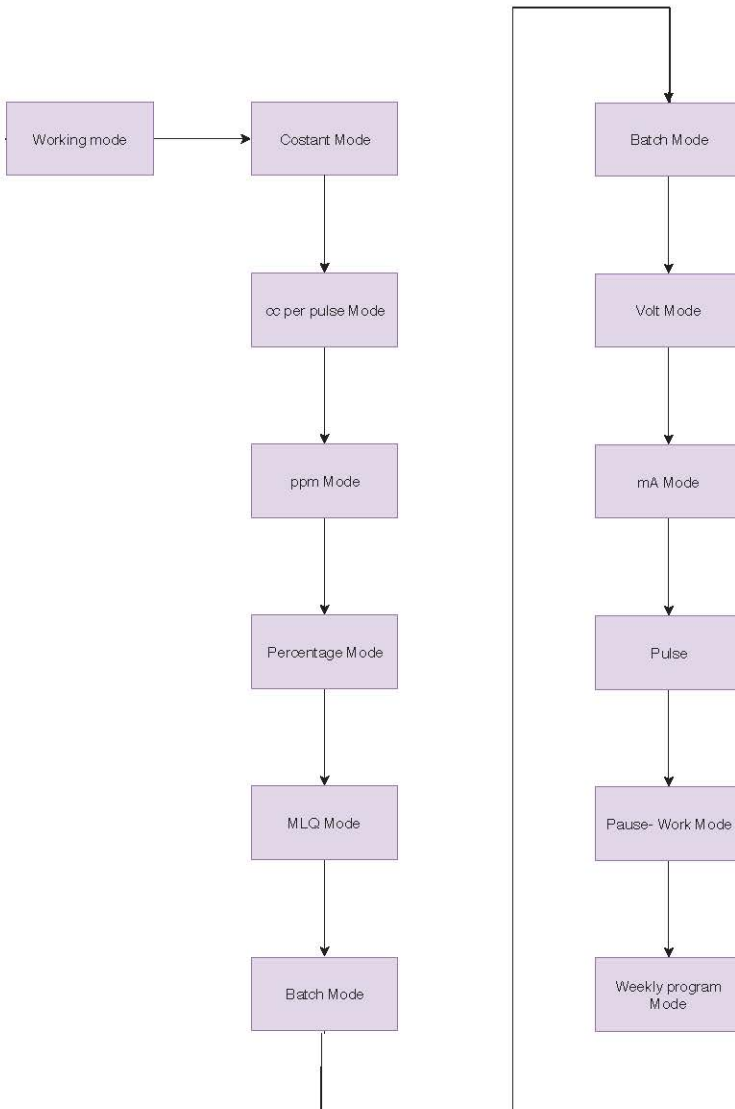 Working mode
Costant Mode
cc per pulse Mode
ppm Mode
Percentage Mode
MLQ Mode
Batch Mode
Batch Mode
Volt Mode
mA Mode
Pulse
Pause- Work Mode
Weekly program
Mode